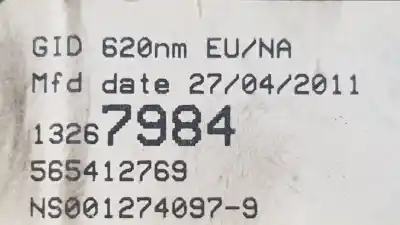 GID 620nm EU/NA
Mfd date 27/04/2011
13267984
565412769
NS001274097-9